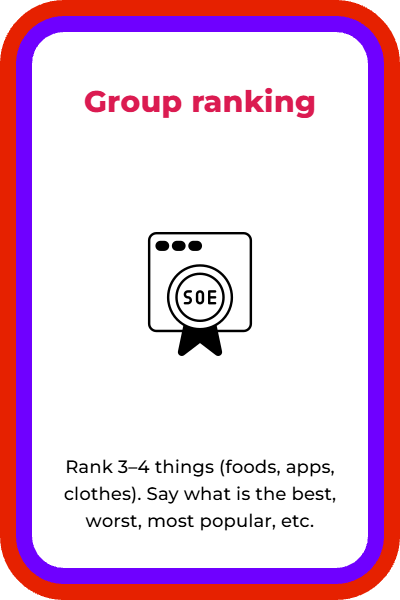 Group ranking
SOE
Rank 3–4 things (foods, apps,
clothes). Say what is the best,
worst, most popular, etc.